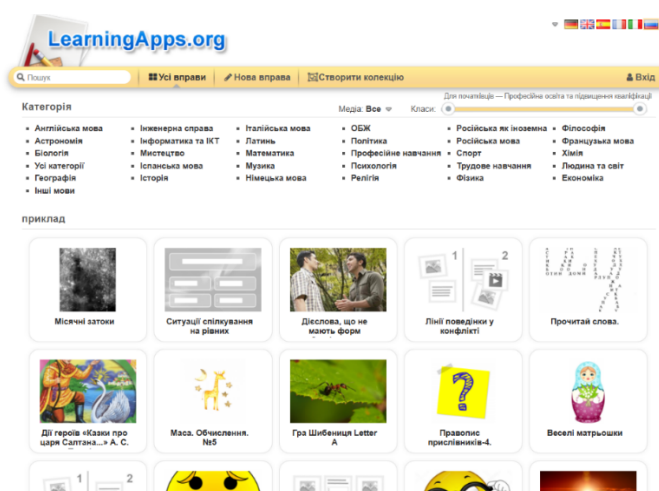 LearningApps.org
Пошук
Усі вправи
Нова вправа
Створити колекцію
Вхід
Для початківців — Професійна освіта та підвищення кваліфікації
Категорія
Медіа: Все
Класи:
Англійська мова
Астрономія
Біологія
Усі категорії
Географія
Інші мови
Інженерна справа
Інформатика та ІКТ
Мистецтво
Іспанська мова
Історія
Італійська мова
Латинь
Математика
Музика
Німецька мова
ОБЖ
Політика
Професійне навчання
Психологія
Релігія
Російська як іноземна
Російська мова
Спорт
Трудове навчання
Фізика
Філософія
Французька мова
Хімія
Людина та світ
Економіка
приклад
1 2
Місячні затоки
Ситуації спілкування
на рівних
Дієслова, що не
мають форм
Лінії поведінки у
конфлікті
Прочитай слова.
Дії героїв «Казки про
царя Салтана...» А. С.
Маса. Обчислення.
№5
Гра Шибениця Letter
A
Правопис
прислівників-4.
Веселі матрьошки
1 2